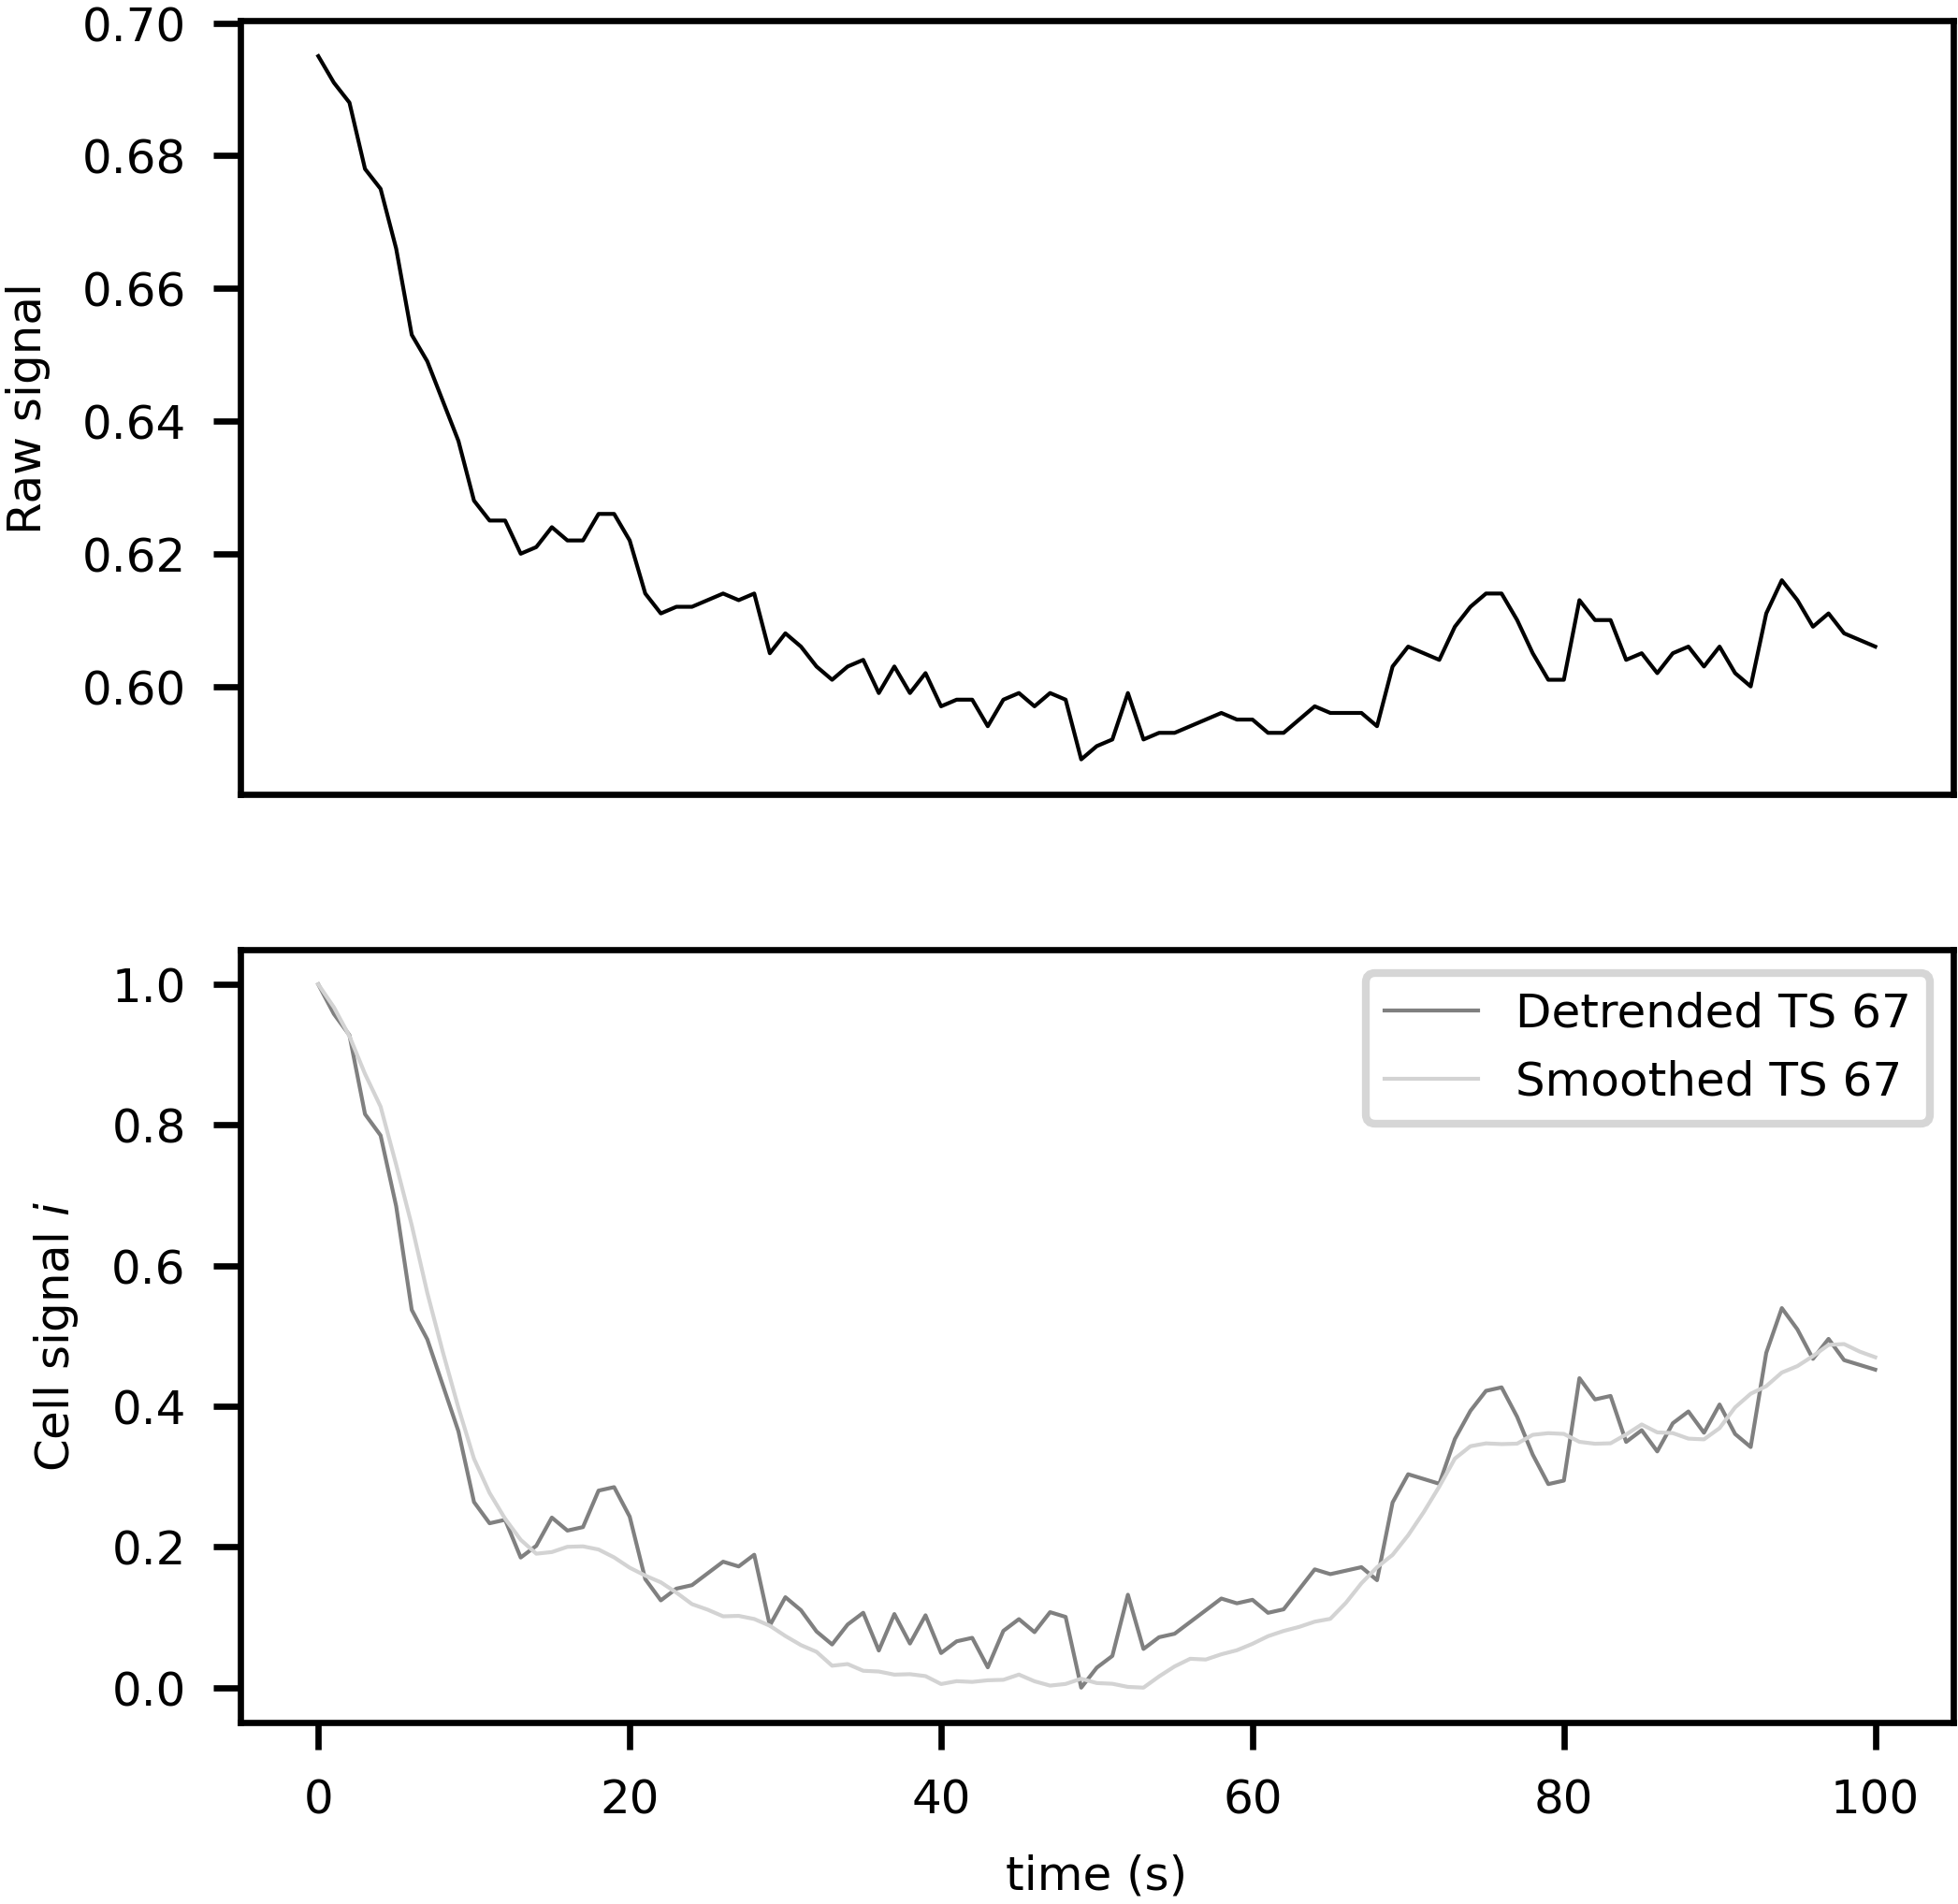 0.70
0.68
0.66
0.64
0.62
0.60
Raw signal
1.0
0.8
0.6
0.4
0.2
0.0
Cell signal i
Detrended TS 67
Smoothed TS 67
0 20 40 60 80 100
time (s)